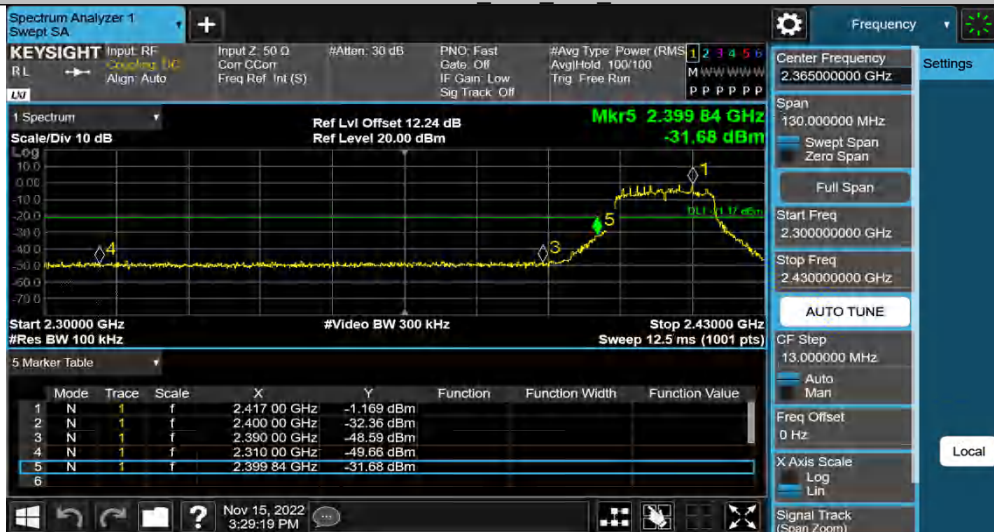 Spectrum Analyzer 1
Swept SA
+
Frequency
KEYSIGHT
RL
LXI
Input: RF
Coupling: DC
Align: Auto
Input Z: 50 Ω
Corr CCorr
Freq Ref: Int (S)
#Atten: 30 dB
PNO: Fast
Gate: Off
IF Gain: Low
Sig Track: Off
#Avg Type: Power (RMS
Avg|Hold: 100/100
Trig: Free Run
1 2 3 4 5 6
M W W W W W
P P P P P P
1 Spectrum
Scale/Div 10 dB
Log
Ref Lvl Offset 12.24 dB
Ref Level 20.00 dBm
Mkr5 2.399 84 GHz
-31.68 dBm
10.0
0.00
-10.0
-20.0
-30.0
-40.0
-50.0
-60.0
-70.0
1
5
3
4
Start 2.30000 GHz
#Res BW 100 kHz
#Video BW 300 kHz
Stop 2.43000 GHz
Sweep 12.5 ms (1001 pts)
5 Marker Table
Mode Trace Scale X Y Function Function Width Function Value
1 N 1 f 2.417 00 GHz -1.169 dBm
2 N 1 f 2.400 00 GHz -32.36 dBm
3 N 1 f 2.390 00 GHz -48.59 dBm
4 N 1 f 2.310 00 GHz -49.66 dBm
5 N 1 f 2.399 84 GHz -31.68 dBm
6
?
Nov 15, 2022
3:29:19 PM
Center Frequency
2.365000000 GHz
Settings
Span
130.000000 MHz
Swept Span
Zero Span
Full Span
Start Freq
2.300000000 GHz
Stop Freq
2.430000000 GHz
AUTO TUNE
CF Step
13.000000 MHz
Auto
Man
Freq Offset
0 Hz
X Axis Scale
Log
Lin
Local
Signal Track
(Span Zoom)